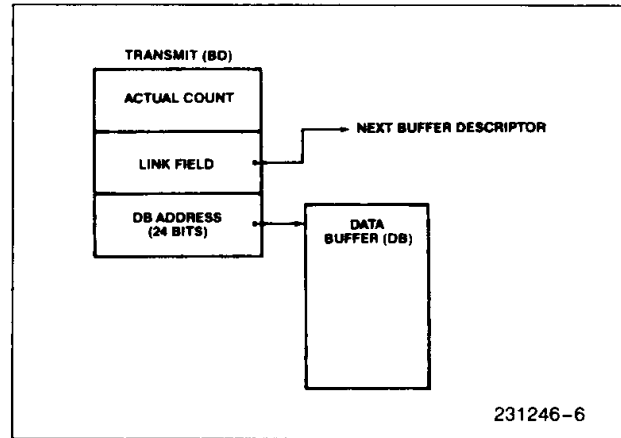 TRANSMIT (BD)
ACTUAL COUNT
LINK FIELD
NEXT BUFFER DESCRIPTOR
DB ADDRESS
(24 BITS)
DATA
BUFFER (DB)
231246-6